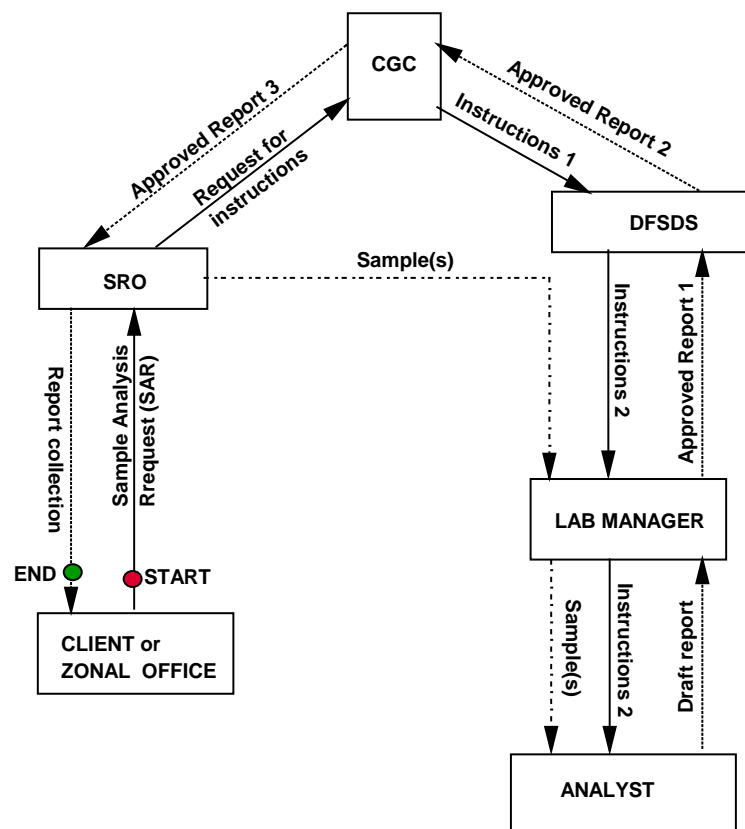 CGC
Approved Report 3
Request for
instructions
Instructions 1
Approved Report 2
DFSDS
SRO
Sample(s)
Instructions 2
Approved Report 1
Report collection
Sample Analysis
Rrequest (SAR)
LAB MANAGER
END
START
CLIENT or
ZONAL OFFICE
Sample(s)
Instructions 2
Draft report
ANALYST